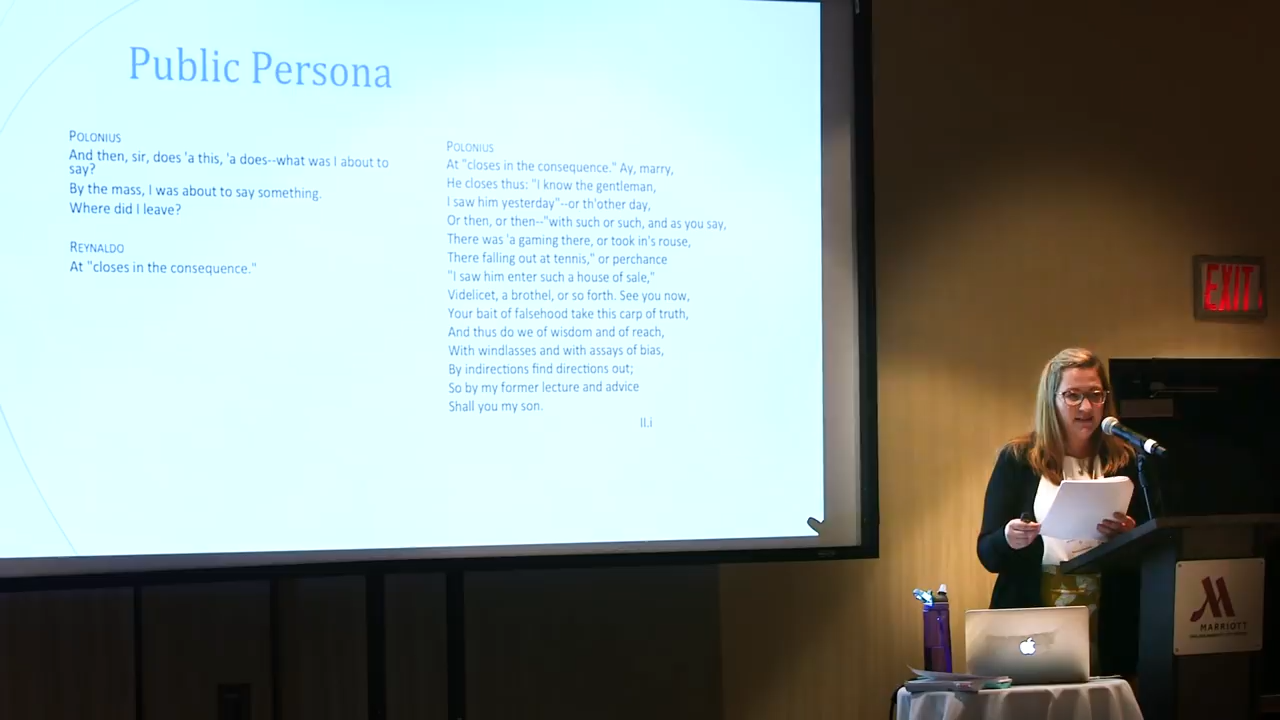 Public Persona
POLONIUS
And then, sir, does 'a this, 'a does--what was I about to
say?
By the mass, I was about to say something.
Where did I leave?
REYNALDO
At "closes in the consequence."
POLONIUS
At "closes in the consequence." Ay, marry,
He closes thus: "I know the gentleman,
I saw him yesterday"--or th'other day,
Or then, or then--"with such or such, and as you say,
There was 'a gaming there, or took in's rouse,
There falling out at tennis," or perchance
"I saw him enter such a house of sale,"
Videlicet, a brothel, or so forth. See you now,
Your bait of falsehood take this carp of truth,
And thus do we of wisdom and of reach,
With windlasses and with assays of bias,
By indirections find directions out;
So by my former lecture and advice
Shall you my son.
II.i
EXIT
MARRIOTT